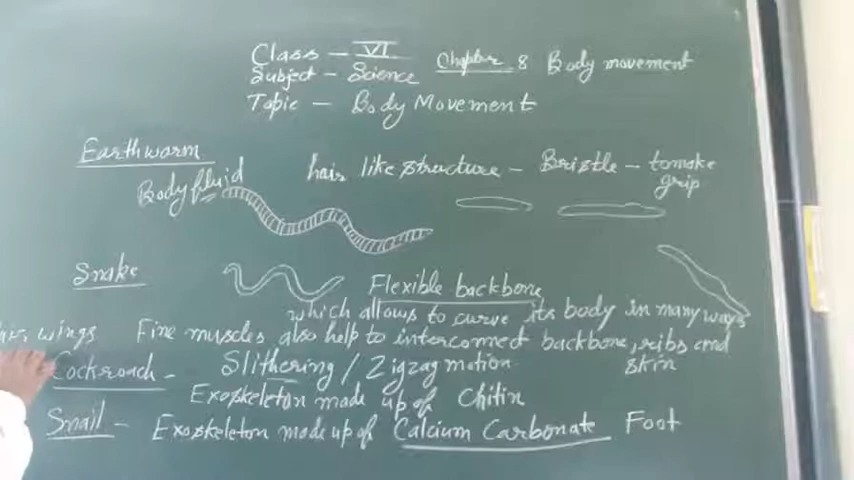 Class - VI
Subject - Science
Chapter 8 Body movement
Topic - Body Movement
Earthworm
Body fluid
hair like structure - Bristle - to make grip
Snake
Flexible backbone
which allows to curve its body in many ways
wings
Fine muscles also help to interconnect backbone, ribs and skin
Cockroach - Slithering / Zigzag motion
Exoskeleton made up of Chitin
Snail - Exoskeleton made up of Calcium Carbonate Foot